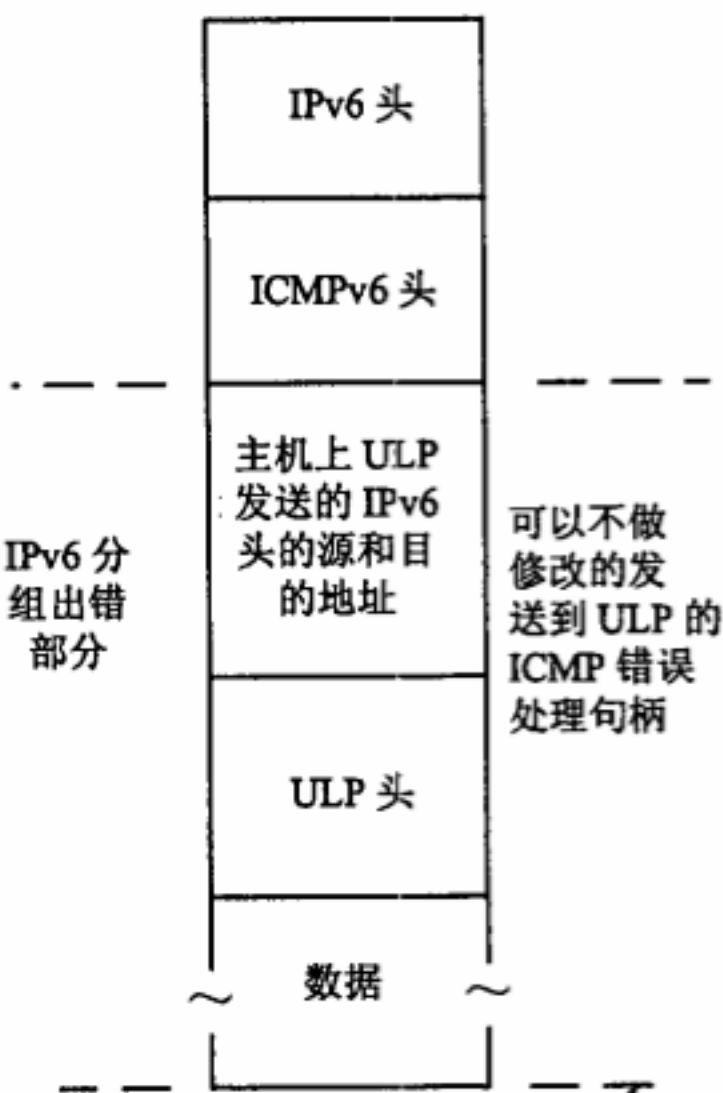 IPv6 头
ICMPv6 头
主机上 ULP
发送的 IPv6
头的源和目
的地址
IPv6 分
组出错
部分
可以不做
修改的发
送到 ULP 的
ICMP 错误
处理句柄
ULP 头
数据